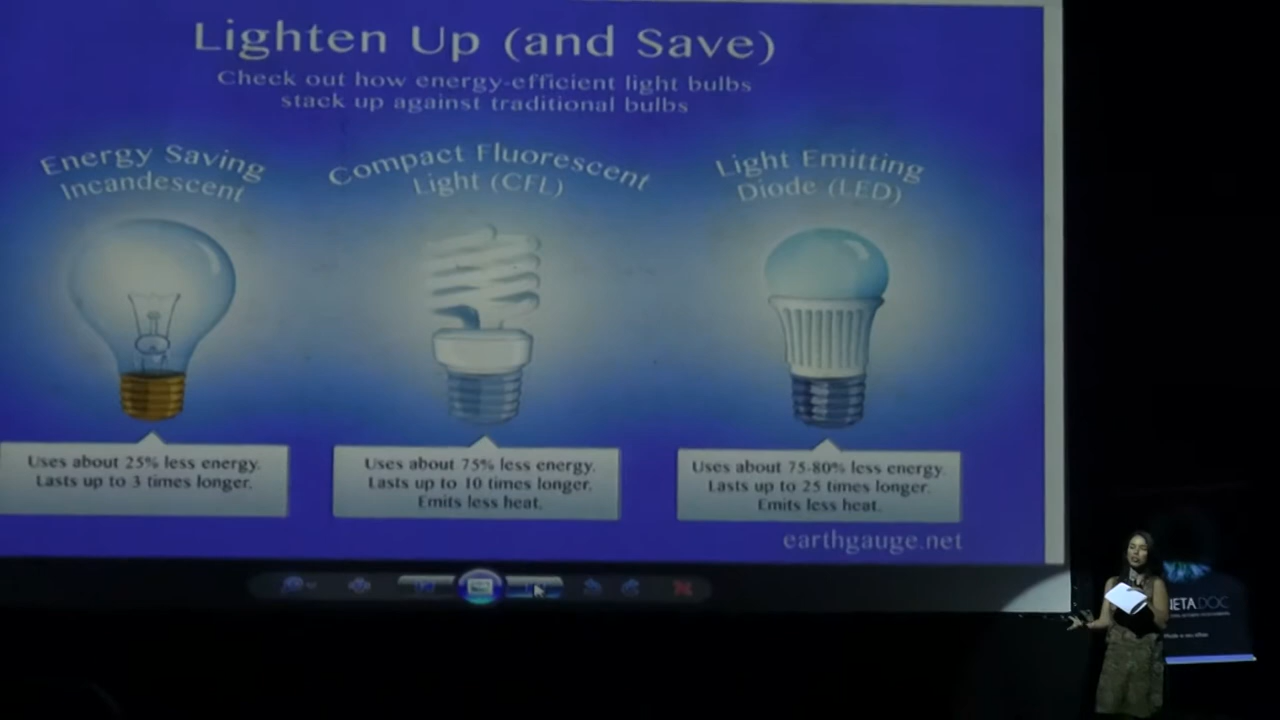 Lighten Up (and Save)
Check out how energy-efficient light bulbs
stack up against traditional bulbs
Energy Saving
Incandescent
Compact Fluorescent
Light (CFL)
Light Emitting
Diode (LED)
Uses about 25% less energy.
Lasts up to 3 times longer.
Uses about 75% less energy.
Lasts up to 10 times longer.
Emits less heat.
Uses about 75-80% less energy.
Lasts up to 25 times longer.
Emits less heat.
earthgauge.net
NETA.DOC